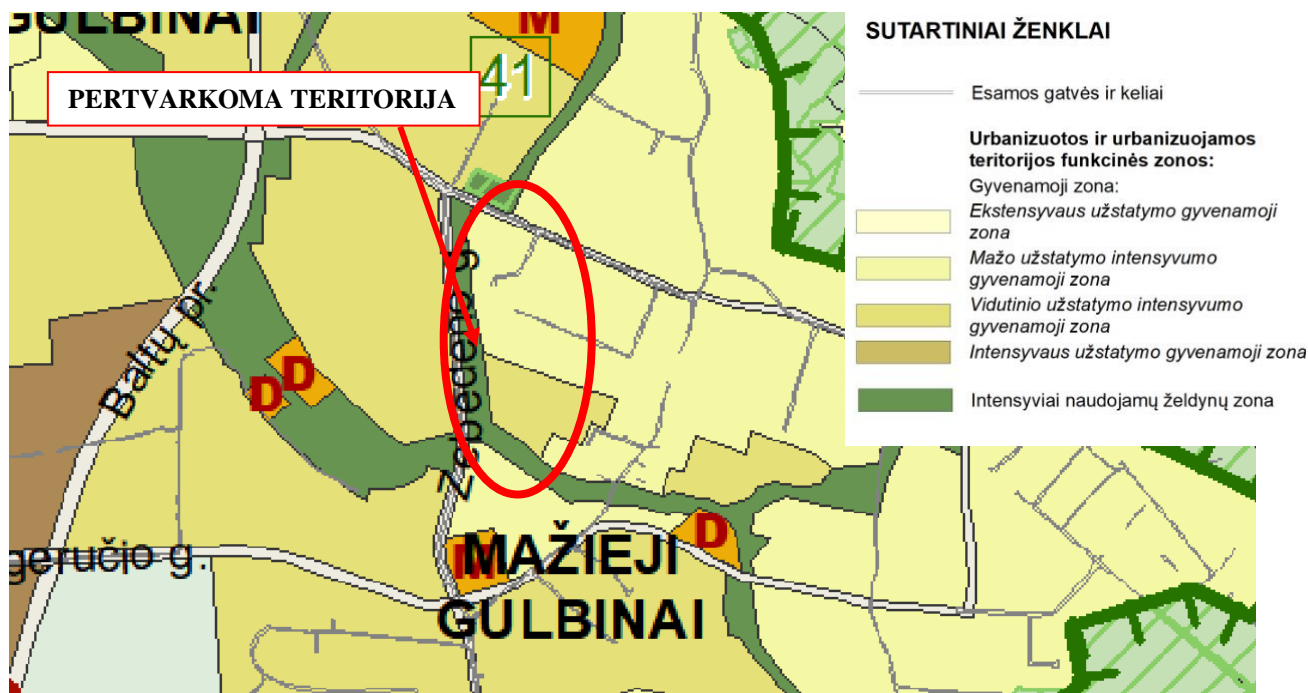 GULBINAI
M
41
PERTVARKOMA TERITORIJA
Žeibedėnų g.
Baltų pr.
D
D
D
geručio g.
M
MAŽIEJI
GULBINAI
SUTARTINIAI ŽENKLAI
Esamos gatvės ir keliai
Urbanizuotos ir urbanizuojamos
teritorijos funkcinės zonos:
Gyvenamoji zona:
Ekstensyvaus užstatymo gyvenamoji
zona
Mažo užstatymo intensyvumo
gyvenamoji zona
Vidutinio užstatymo intensyvumo
gyvenamoji zona
Intensyvaus užstatymo gyvenamoji zona
Intensyviai naudojamų želdynų zona